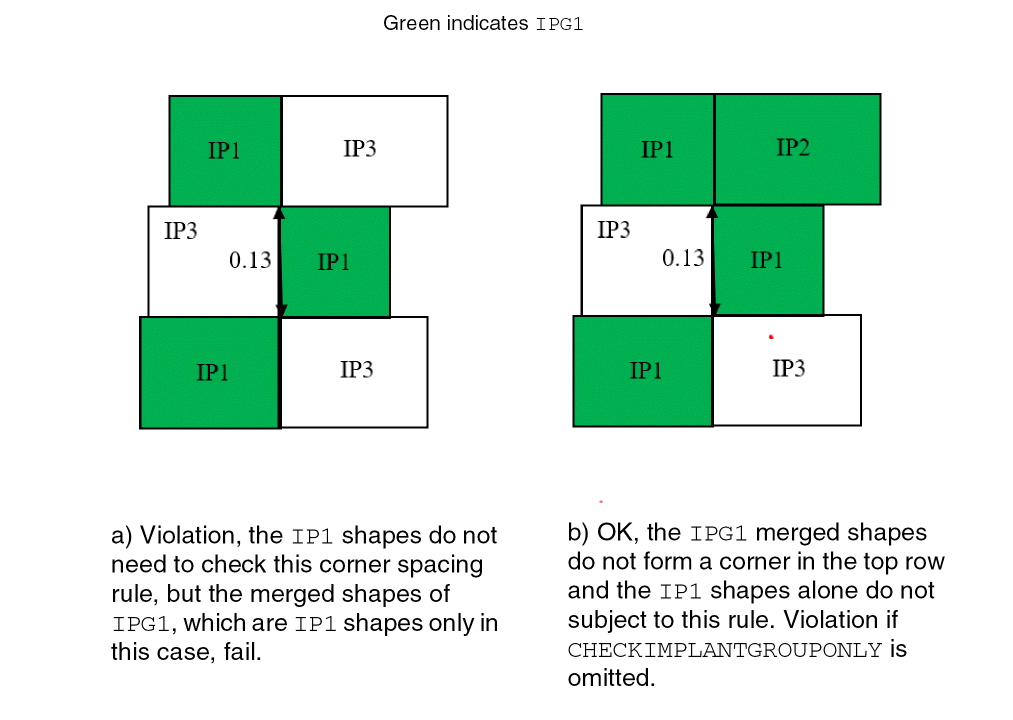 Green indicates IPG1
IP1
IP3
IP3
0.13
IP1
IP1
IP3
IP1
IP2
IP3
0.13
IP1
IP1
IP3
a) Violation, the IP1 shapes do not
need to check this corner spacing
rule, but the merged shapes of
IPG1, which are IP1 shapes only in
this case, fail.
b) OK, the IPG1 merged shapes
do not form a corner in the top row
and the IP1 shapes alone do not
subject to this rule. Violation if
CHECKIMPLANTGROUPONLY is
omitted.